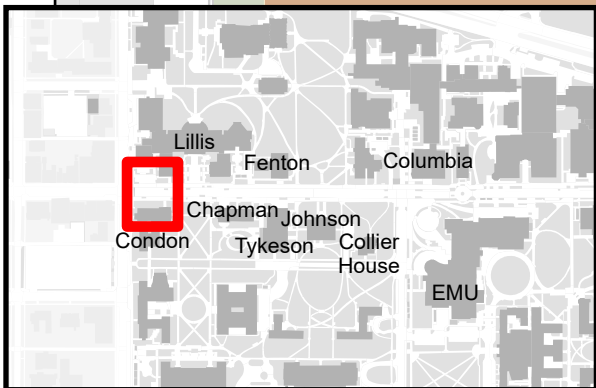 Lillis
Fenton
Columbia
Chapman
Johnson
Condon
Tykeson
Collier
House
EMU